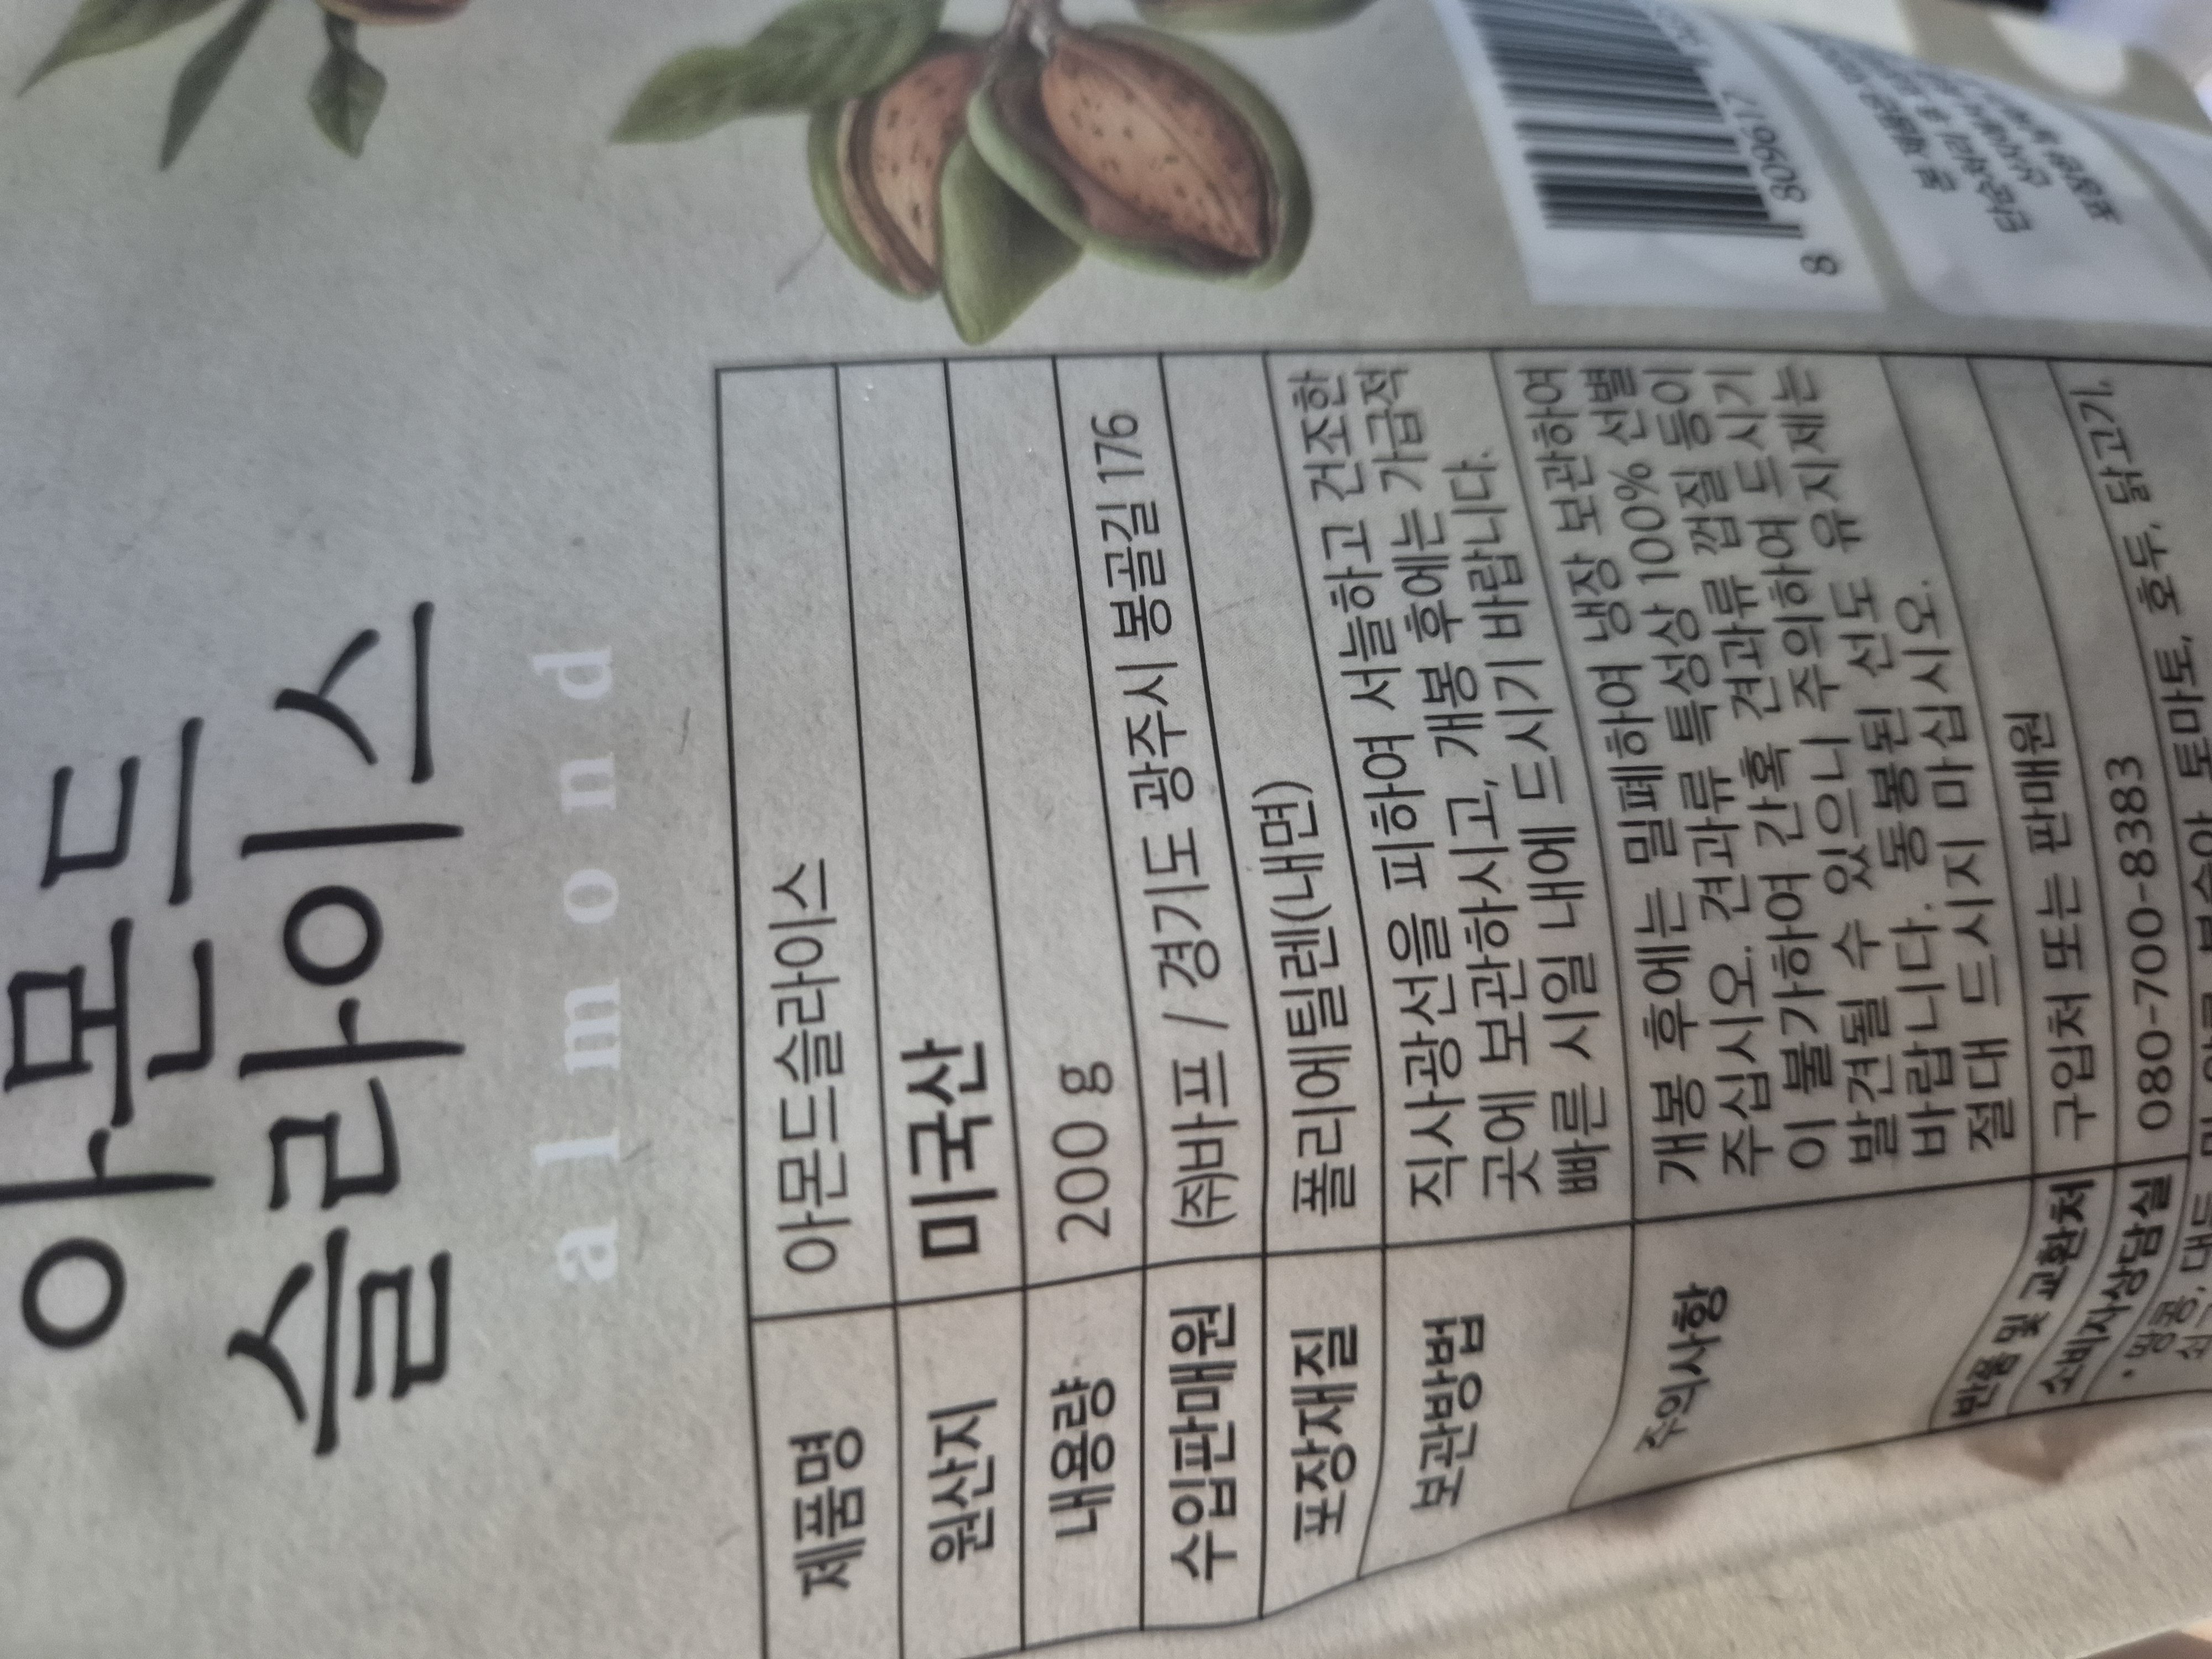 아몬드
슬라이스
almond
제품명 아몬드슬라이스
원산지 미국산
내용량 200 g
수입판매원 (주)바프 / 경기도 광주시 봉골길 176
포장재질 폴리에틸렌(내면)
보관방법 직사광선을 피하여 서늘하고 건조한
곳에 보관하시고, 개봉 후에는 가급적
빠른 시일 내에 드시기 바랍니다.
주의사항 개봉 후에는 밀폐하여 냉장 보관하여
주십시오. 견과류 특성상 100% 선별
이 불가하여 간혹 견과류 껍질 등이
발견될 수 있으니 주의하여 드시기
바랍니다. 동봉된 선도 유지제는
절대 드시지 마십시오.
반품 및 교환처 구입처 또는 판매원
소비자상담실 080-700-8383
토마토, 호두, 닭고기,
8 809617